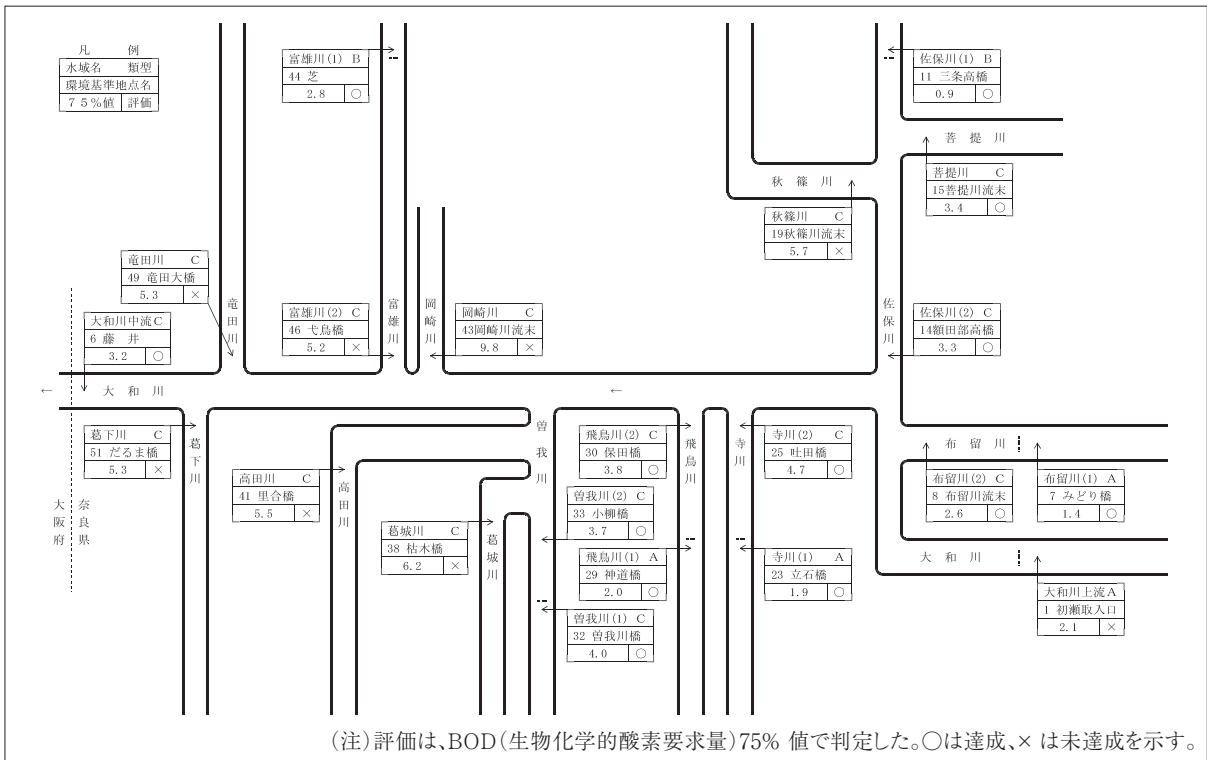 凡 例
水域名 類型
環境基準地点名
75%値 評価
富雄川(1) B
44 芝
2.8 ○
佐保川(1) B
11 三条高橋
0.9 ○
菩提川
菩提川 C
15菩提川流末
3.4 ○
秋篠川
秋篠川 C
19秋篠川流末
5.7 ×
竜田川 C
49 竜田大橋
5.3 ×
大和川中流C
6 藤 井
3.2 ○
竜田川
富雄川(2) C
46 弋鳥橋
5.2 ×
富雄川
岡崎川
岡崎川 C
43岡崎川流末
9.8 ×
佐保川
佐保川(2) C
14額田部高橋
3.3 ○
← 大和川
←
葛下川 C
51 だるま橋
5.3 ×
葛下川
高田川 C
41 里合橋
5.5 ×
高田川
葛城川 C
38 枯木橋
6.2 ×
葛城川
曽我川
飛鳥川(2) C
30 保田橋
3.8 ○
曽我川(2) C
33 小柳橋
3.7 ○
飛鳥川(1) A
29 神道橋
2.0 ○
曽我川(1) C
32 曽我川橋
4.0 ○
飛鳥川
寺川
寺川(2) C
25 吐田橋
4.7 ○
寺川(1) A
23 立石橋
1.9 ○
布留川
布留川(2) C
8 布留川流末
2.6 ○
布留川(1) A
7 みどり橋
1.4 ○
大和川
大和川上流A
1 初瀬取入口
2.1 ×
大阪府
奈良県
(注)評価は、BOD(生物化学的酸素要求量)75% 値で判定した。○は達成、× は未達成を示す。